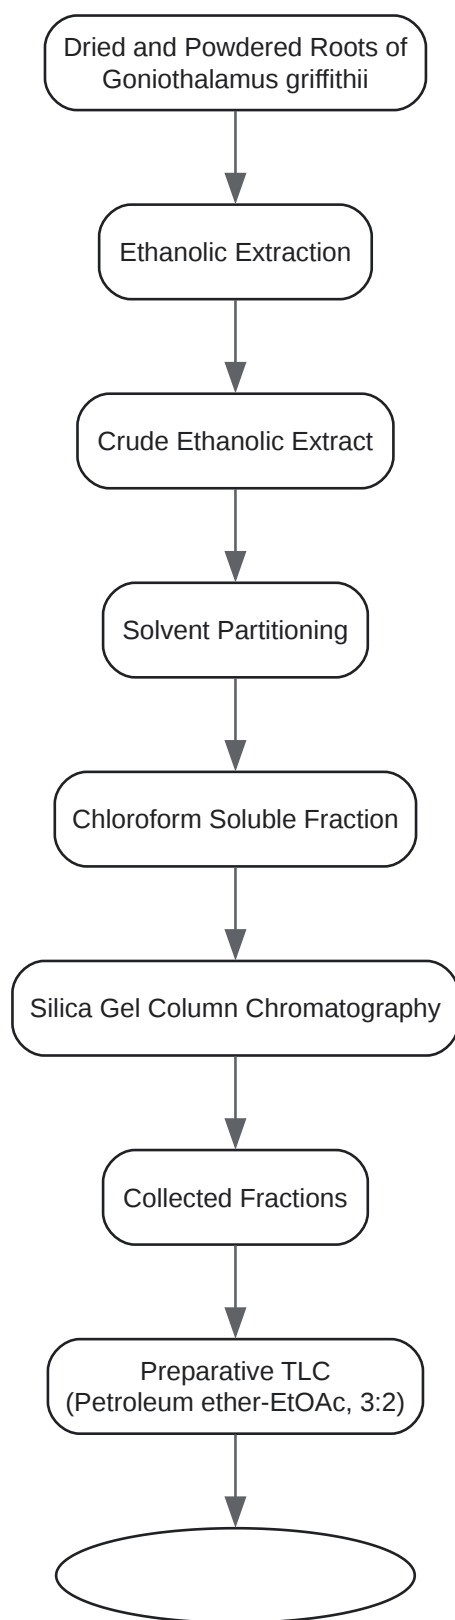 Dried and Powdered Roots of
Goniothalamus griffithii
Ethanolic Extraction
Crude Ethanolic Extract
Solvent Partitioning
Chloroform Soluble Fraction
Silica Gel Column Chromatography
Collected Fractions
Preparative TLC
(Petroleum ether-EtOAc, 3:2)